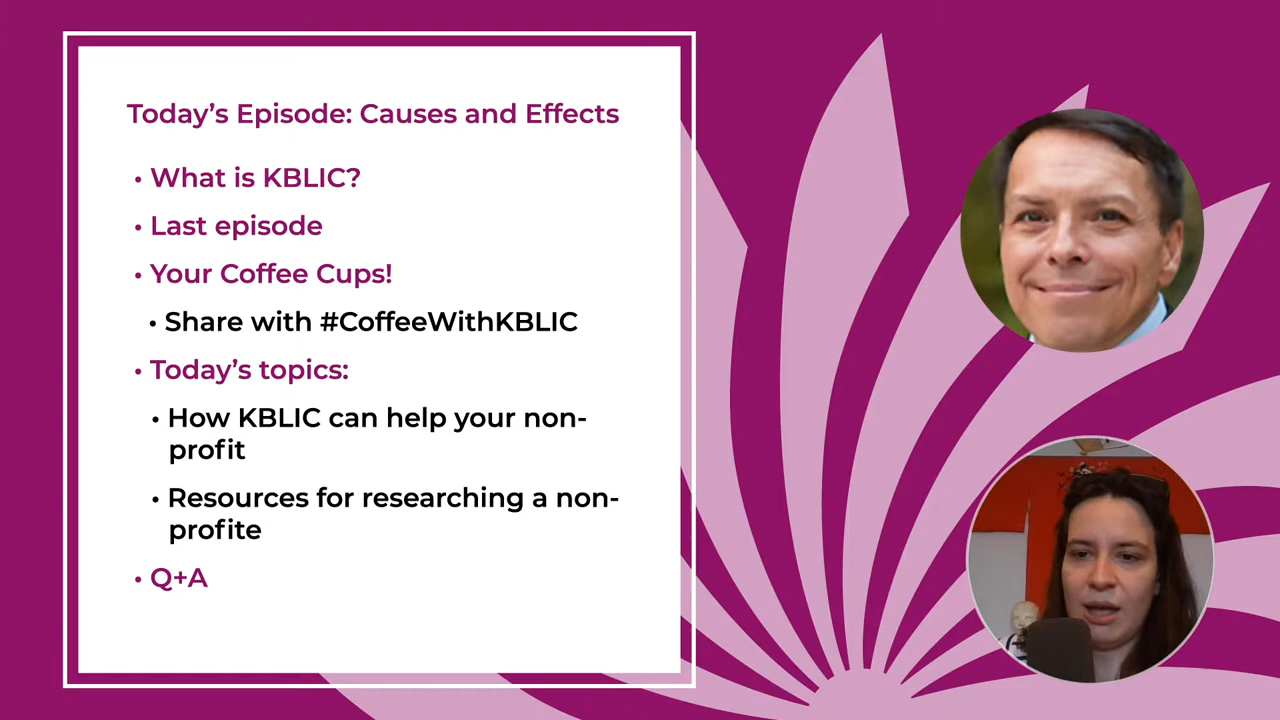 Today’s Episode: Causes and Effects
• What is KBLIC?
• Last episode
• Your Coffee Cups!
• Share with #CoffeeWithKBLIC
• Today’s topics:
• How KBLIC can help your non-
profit
• Resources for researching a non-
profite
• Q+A